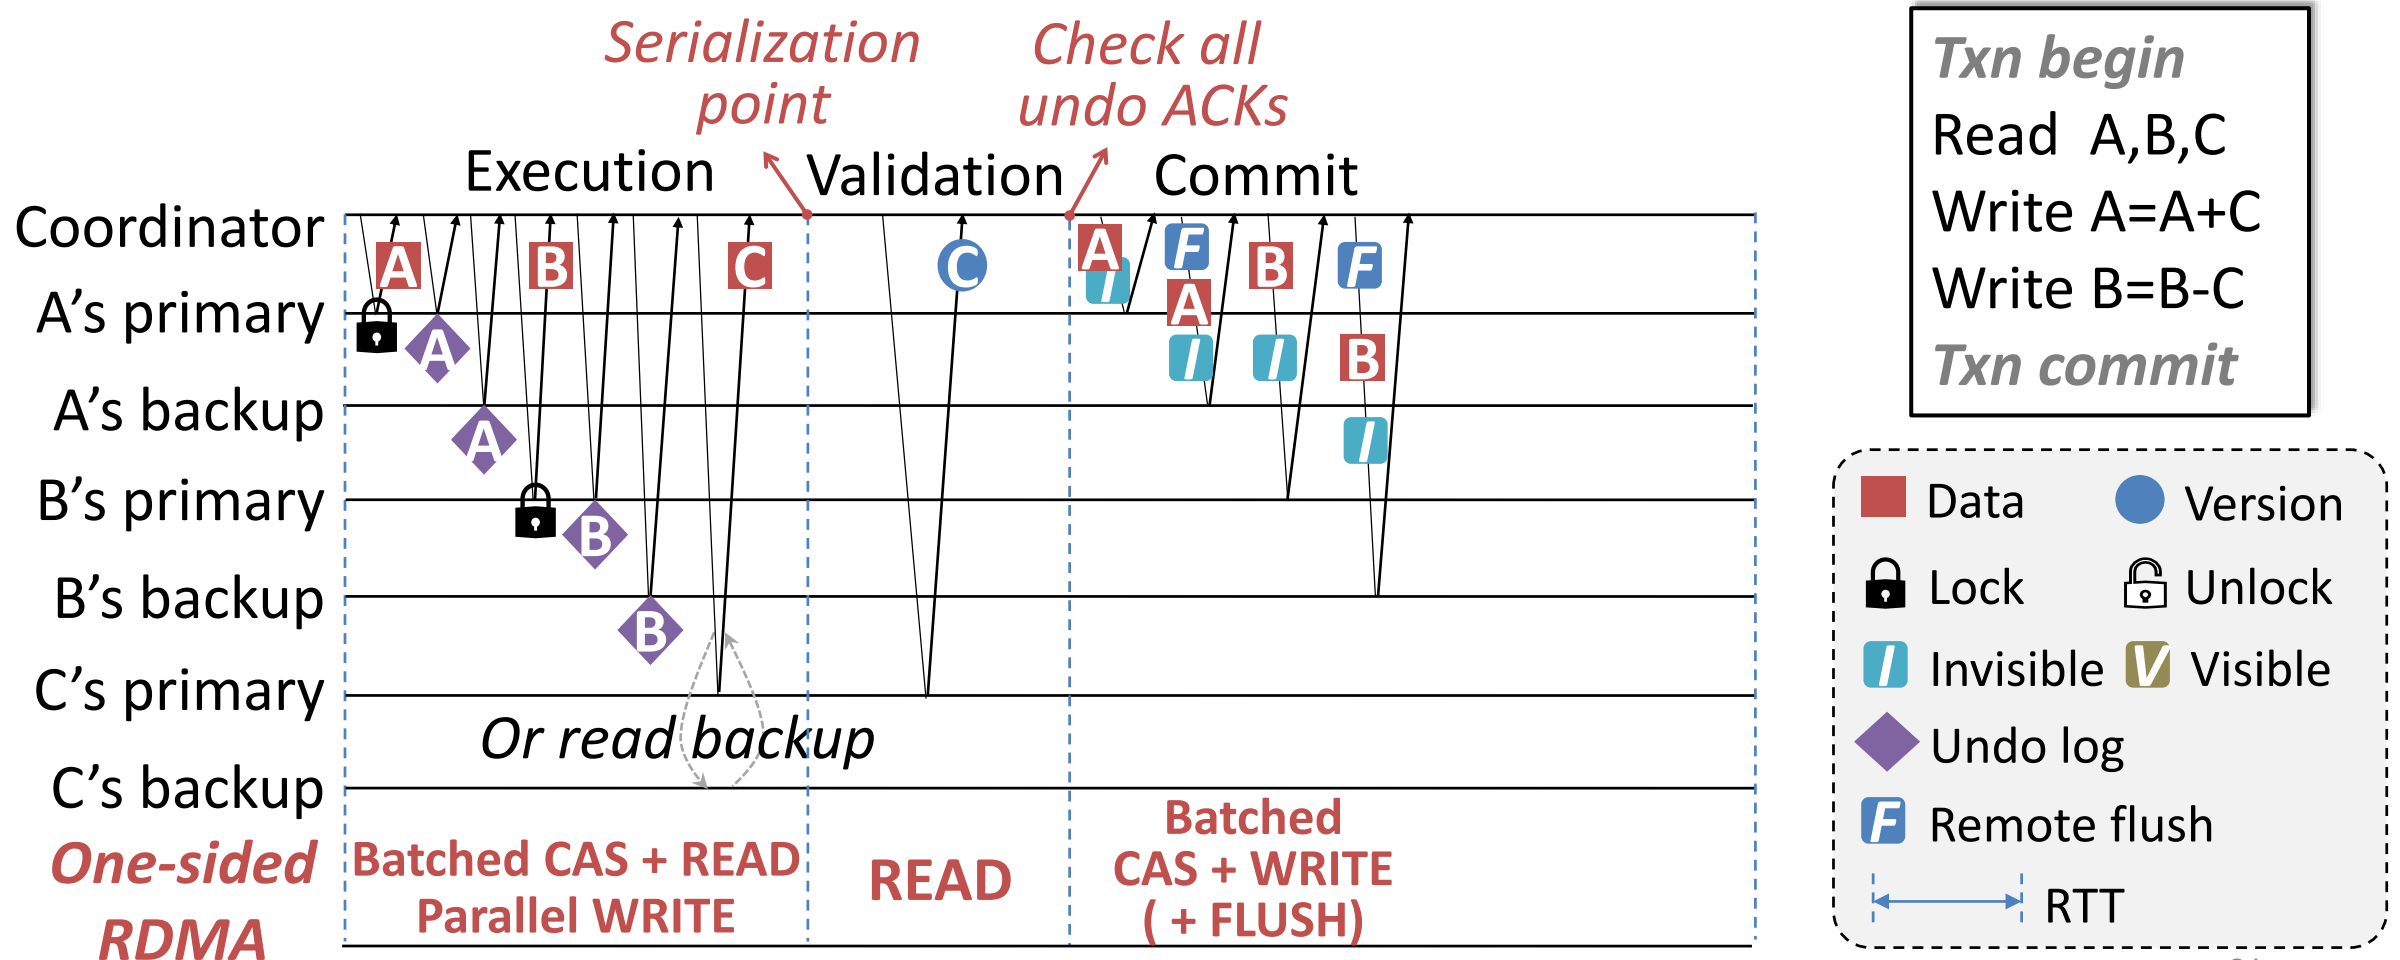 Serialization
point
Check all
undo ACKs
Execution
Validation
Commit
Coordinator
A's primary
A's backup
B's primary
B's backup
C's primary
C's backup
A
B
C
C
A
I
F
A
I
B
I
F
B
I
A
A
B
B
Or read backup
One-sided
RDMA
Batched CAS + READ
Parallel WRITE
READ
Batched
CAS + WRITE
( + FLUSH)
Txn begin
Read A,B,C
Write A=A+C
Write B=B-C
Txn commit
Data
Version
Lock
Unlock
I Invisible
V Visible
Undo log
F Remote flush
RTT